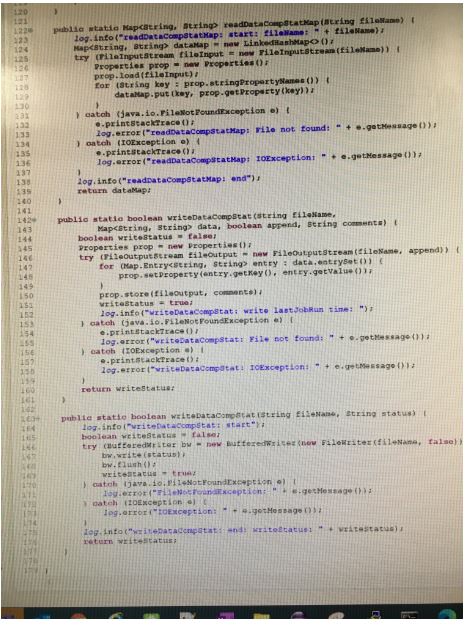 120 }
121
122 public static Map<String, String> readDataCompStatMap(String fileName) {
123 log.info("readDataCompStatMap: start: fileName: " + fileName);
124 Map<String, String> dataMap = new LinkedHashMap<>();
125 try (FileInputStream fileInput = new FileInputStream(fileName)) {
126 Properties prop = new Properties();
127 prop.load(fileInput);
128 for (String key : prop.stringPropertyNames()) {
129 dataMap.put(key, prop.getProperty(key));
130 }
131 } catch (java.io.FileNotFoundException e) {
132 e.printStackTrace();
133 log.error("readDataCompStatMap: File not found: " + e.getMessage());
134 } catch (IOException e) {
135 e.printStackTrace();
136 log.error("readDataCompStatMap: IOException: " + e.getMessage());
137 }
138 log.info("readDataCompStatMap: end");
139 return dataMap;
140 }
141
142 public static boolean writeDataCompStat(String fileName,
143 Map<String, String> data, boolean append, String comments) {
144 boolean writeStatus = false;
145 Properties prop = new Properties();
146 try (FileOutputStream fileOutput = new FileOutputStream(fileName, append)) {
147 for (Map.Entry<String, String> entry : data.entrySet()) {
148 prop.setProperty(entry.getKey(), entry.getValue());
149 }
150 prop.store(fileOutput, comments);
151 writeStatus = true;
152 log.info("writeDataCompStat: write lastJobRun time: ");
153 } catch (java.io.FileNotFoundException e) {
154 e.printStackTrace();
155 log.error("writeDataCompStat: File not found: " + e.getMessage());
156 } catch (IOException e) {
157 e.printStackTrace();
158 log.error("writeDataCompStat: IOException: " + e.getMessage());
159 }
160 return writeStatus;
161 }
162
163 public static boolean writeDataCompStat(String fileName, String status) {
164 log.info("writeDataCompStat: start");
165 boolean writeStatus = false;
166 try (BufferedWriter bw = new BufferedWriter(new FileWriter(fileName, false))
167 bw.write(status);
168 bw.flush();
169 writeStatus = true;
170 } catch (java.io.FileNotFoundException e) {
171 log.error("FileNotFoundException: " + e.getMessage());
172 } catch (IOException e) {
173 log.error("IOException: " + e.getMessage());
174 }
175 log.info("writeDataCompStat: end: writeStatus: " + writeStatus);
176 return writeStatus;
177 }
178
179 }